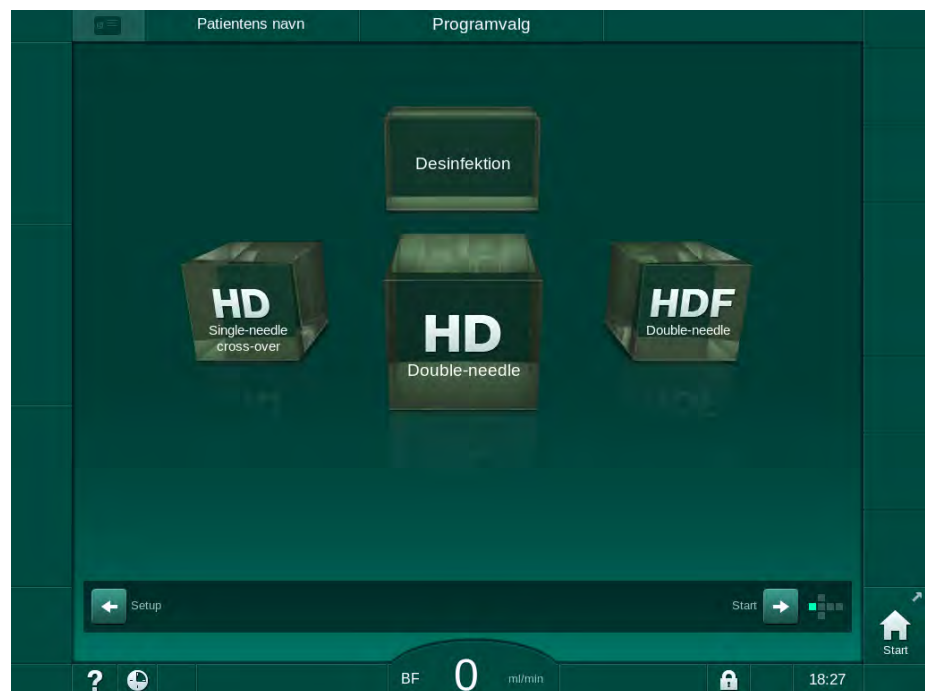 Patientens navn
Programvalg
Desinfektion
HD
Single-needle
cross-over
HD
Double-needle
HDF
Double-needle
Setup
Start
Start
?
BF 0 ml/min
18:27